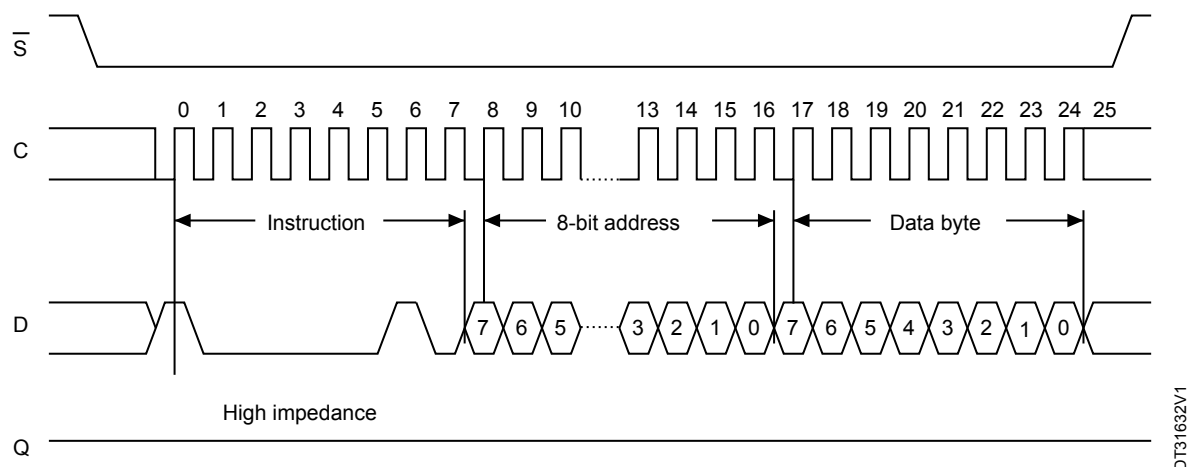 S̅
0 1 2 3 4 5 6 7 8 9 10 13 14 15 16 17 18 19 20 21 22 23 24 25
C
Instruction 8-bit address Data byte
D 7 6 5 3 2 1 0 7 6 5 4 3 2 1 0
High impedance
Q
DT31632V1